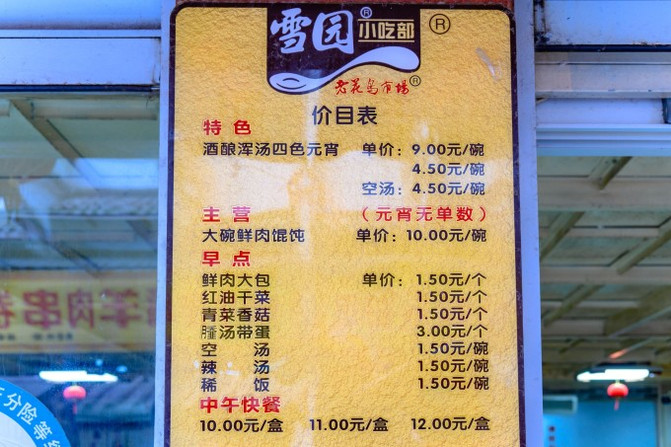 雪园® 小吃部 ®
老花鸟市场®
价目表
特色
酒酿浑汤四色元宵 单价：9.00元/碗
4.50元/碗
空汤：4.50元/碗
主营 （元宵无单数）
大碗鲜肉馄饨 单价：10.00元/碗
早点
鲜肉大包 单价：1.50元/个
红油干菜 1.50元/个
青菜香菇 1.50元/个
腄汤带蛋 3.00元/个
空汤 1.50元/碗
辣汤 1.50元/碗
稀饭 1.50元/碗
中午快餐
10.00元/盒 11.00元/盒 12.00元/盒
羊肉串
分险等